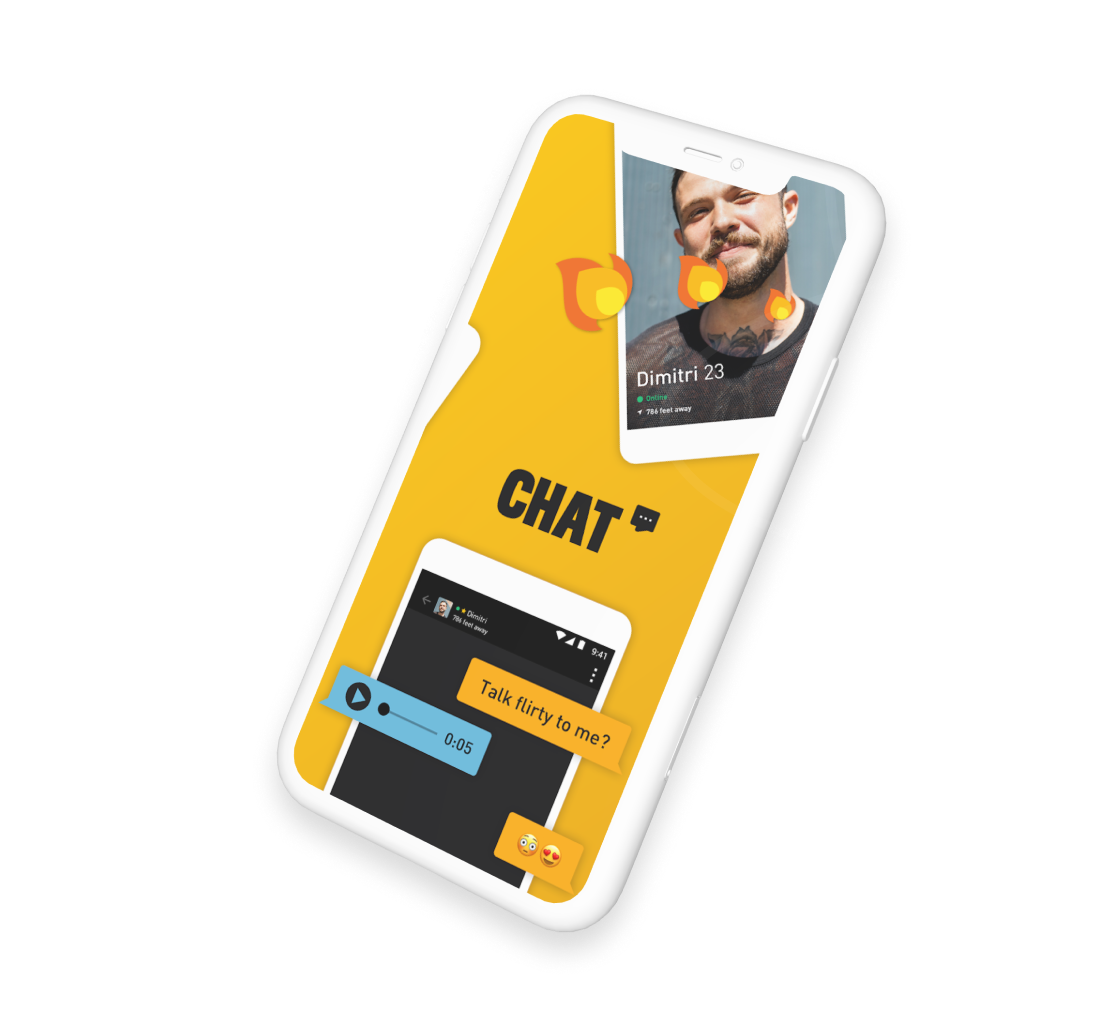 Dimitri 23
Online
786 feet away
CHAT
Dimitri
786 feet away
9:41
Talk flirty to me?
0:05